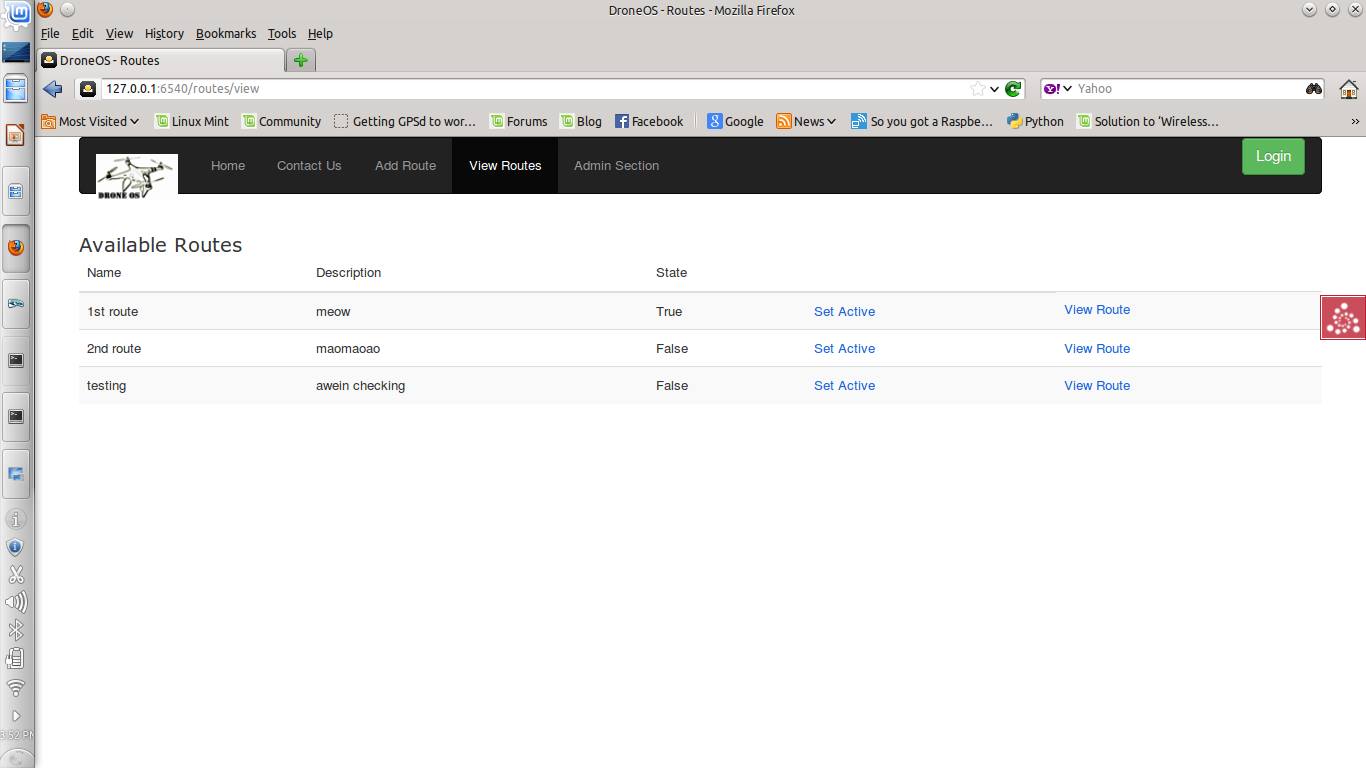 DroneOS - Routes - Mozilla Firefox
File Edit View History Bookmarks Tools Help
DroneOS - Routes
127.0.0.1:6540/routes/view Yahoo
Most Visited Linux Mint Community Getting GPSd to wor... Forums Blog Facebook Google News So you got a Raspbe... Python Solution to ‘Wireless...
DRONE OS Home Contact Us Add Route View Routes Admin Section Login
Available Routes
Name Description State
1st route meow True Set Active View Route
2nd route maomaoao False Set Active View Route
testing awein checking False Set Active View Route